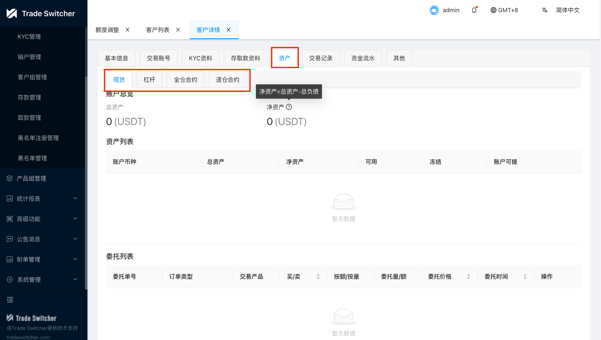 Trade Switcher
admin
GMT+8
简体中文
额度调整
客户列表
客户详情
KYC管理
销户管理
客户组管理
存款管理
取款管理
黑名单注册管理
黑名单管理
产品组管理
统计报表
高级功能
公告消息
射单管理
系统管理
Trade Switcher
由Trade Switcher提供技术支持
tradeswitcher.com
基本信息
交易账号
KYC资料
存取款资料
资产
交易记录
资金流水
其他
现货
杠杆
全仓合约
逐仓合约
净资产=总资产-总负债
账户总览
总资产
净资产
0 (USDT)
0 (USDT)
资产列表
账户币种
总资产
净资产
可用
冻结
账户可提
暂无数据
委托列表
委托单号
订单类型
交易产品
买/卖
按额/按量
委托量/额
委托价格
委托时间
操作
暂无数据